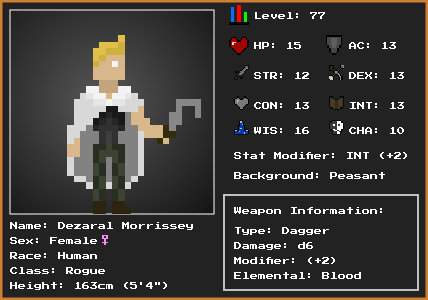 Level: 77
HP: 15 AC: 13
STR: 12 DEX: 13
CON: 13 INT: 13
WIS: 16 CHA: 10
Stat Modifier: INT (+2)
Background: Peasant
Name: Dezaral Morrissey
Sex: Female♀
Race: Human
Class: Rogue
Height: 163cm (5'4")
Weapon Information:
Type: Dagger
Damage: d6
Modifier: (+2)
Elemental: Blood